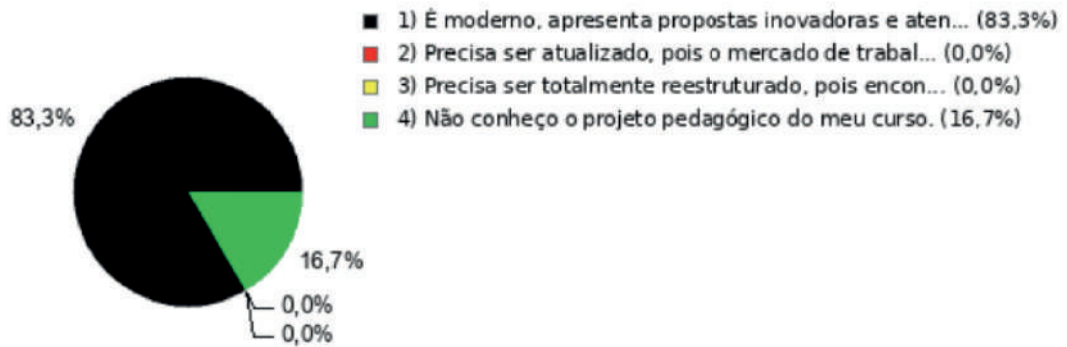 1) É moderno, apresenta propostas inovadoras e aten... (83,3%)
2) Precisa ser atualizado, pois o mercado de trabal... (0,0%)
3) Precisa ser totalmente reestruturado, pois encon... (0,0%)
4) Não conheço o projeto pedagógico do meu curso. (16,7%)
83,3%
16,7%
0,0%
0,0%